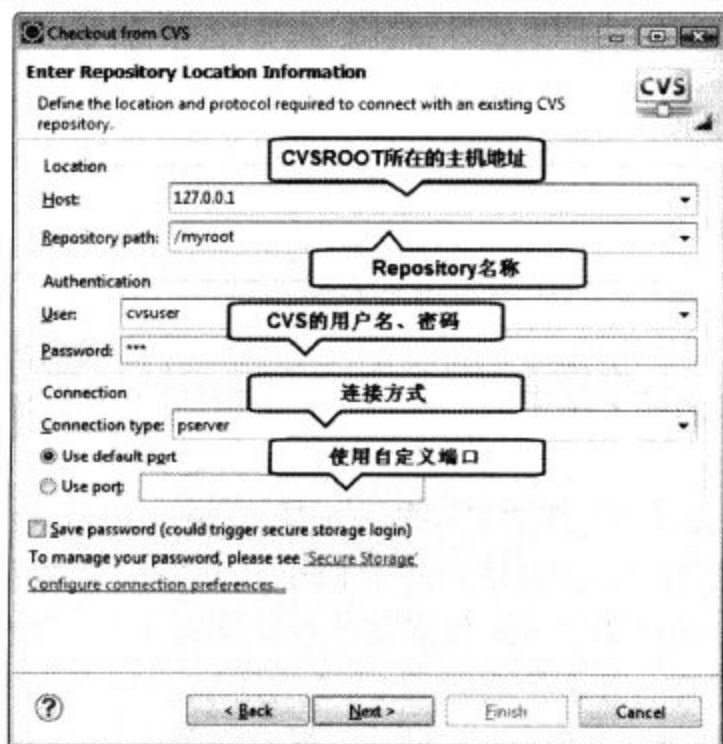 Checkout from CVS
Enter Repository Location Information
Define the location and protocol required to connect with an existing CVS
repository.
CVS
Location
CVSROOT所在的主机地址
Host:
127.0.0.1
Repository path:
/myroot
Repository名称
Authentication
User:
cvsuser
CVS的用户名、密码
Password:
***
Connection
连接方式
Connection type:
pserver
Use default port
使用自定义端口
Use port:
Save password (could trigger secure storage login)
To manage your password, please see 'Secure Storage'
Configure connection preferences...
?
< Back
Next >
Finish
Cancel